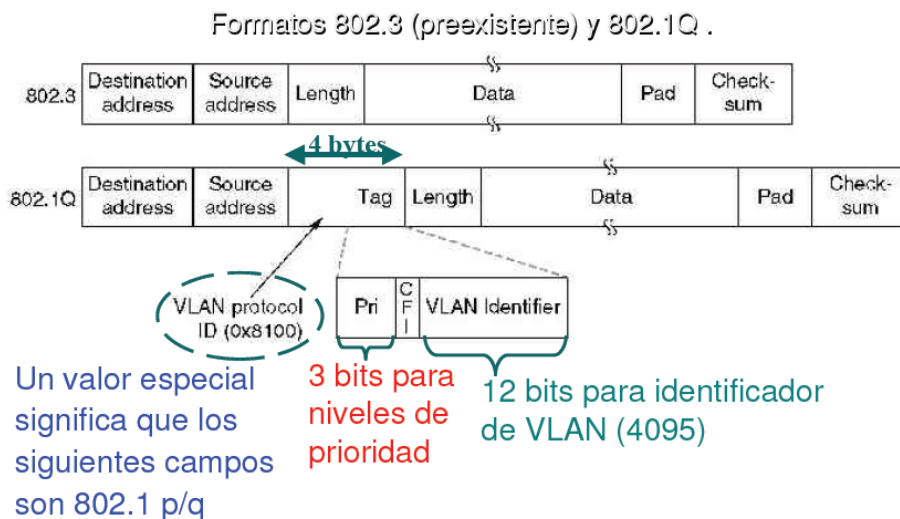 Formatos 802.3 (preexistente) y 802.1Q .
802.3
Destination address
Source address
Length
Data
Pad
Check-sum
4 bytes
802.1Q
Destination address
Source address
Tag
Length
Data
Pad
Check-sum
VLAN protocol
ID (0x8100)
Pri
CFI
VLAN Identifier
Un valor especial
significa que los
siguientes campos
son 802.1 p/q
3 bits para
niveles de
prioridad
12 bits para identificador
de VLAN (4095)